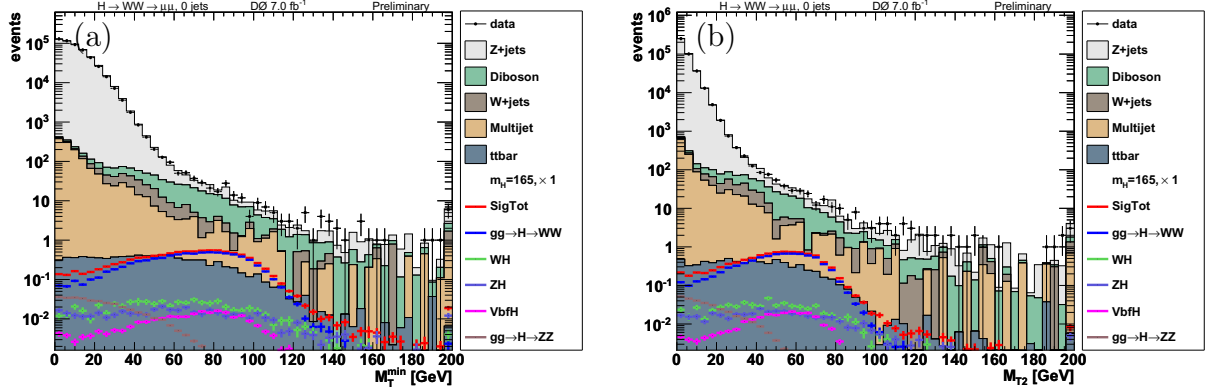 H→WW→μμ, 0 jets DØ 7.0 fb⁻¹ Preliminary
(a)
events
10⁵
10⁴
10³
10²
10
1
10⁻¹
10⁻²
0 20 40 60 80 100 120 140 160 180 200
M_T^min [GeV]
data
Z+jets
Diboson
W+jets
Multijet
ttbar
m_H=165, × 1
SigTot
gg→H→WW
WH
ZH
VbfH
gg→H→ZZ
H→WW→μμ, 0 jets DØ 7.0 fb⁻¹ Preliminary
(b)
events
10⁶
10⁵
10⁴
10³
10²
10
1
10⁻¹
10⁻²
0 20 40 60 80 100 120 140 160 180 200
M_T2 [GeV]
data
Z+jets
Diboson
W+jets
Multijet
ttbar
m_H=165, × 1
SigTot
gg→H→WW
WH
ZH
VbfH
gg→H→ZZ